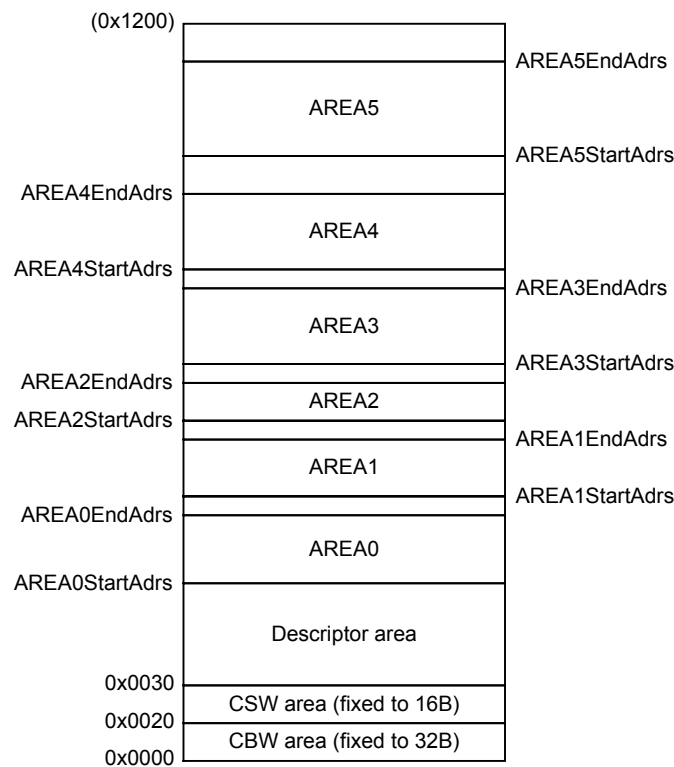 (0x1200)
AREA5EndAdrs
AREA5
AREA5StartAdrs
AREA4EndAdrs
AREA4
AREA4StartAdrs
AREA3EndAdrs
AREA3
AREA3StartAdrs
AREA2EndAdrs
AREA2
AREA2StartAdrs
AREA1EndAdrs
AREA1
AREA1StartAdrs
AREA0EndAdrs
AREA0
AREA0StartAdrs
Descriptor area
0x0030
CSW area (fixed to 16B)
0x0020
CBW area (fixed to 32B)
0x0000